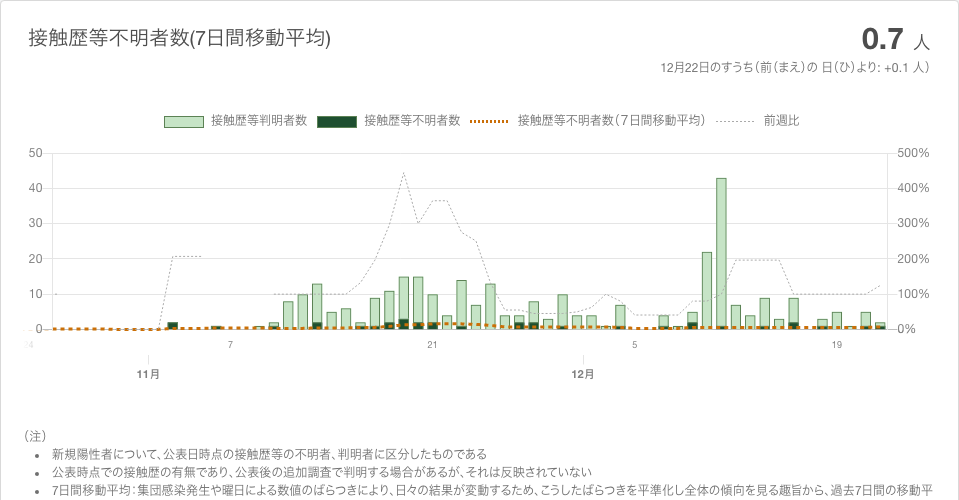 接触歴等不明者数(7日間移動平均)
0.7 人
12月22日のすうち（前（まえ）の 日（ひ）より: +0.1 人）
接触歴等判明者数 接触歴等不明者数 接触歴等不明者数（7日間移動平均） 前週比
50 500%
40 400%
30 300%
20 200%
10 100%
0 0%
7 21 5 19
11月 12月
（注）
• 新規陽性者について、公表日時点の接触歴等の不明者、判明者に区分したものである
• 公表時点での接触歴の有無であり、公表後の追加調査で判明する場合があるが、それは反映されていない
• 7日間移動平均：集団感染発生や曜日による数値のばらつきにより、日々の結果が変動するため、こうしたばらつきを平準化し全体の傾向を見る趣旨から、過去7日間の移動平